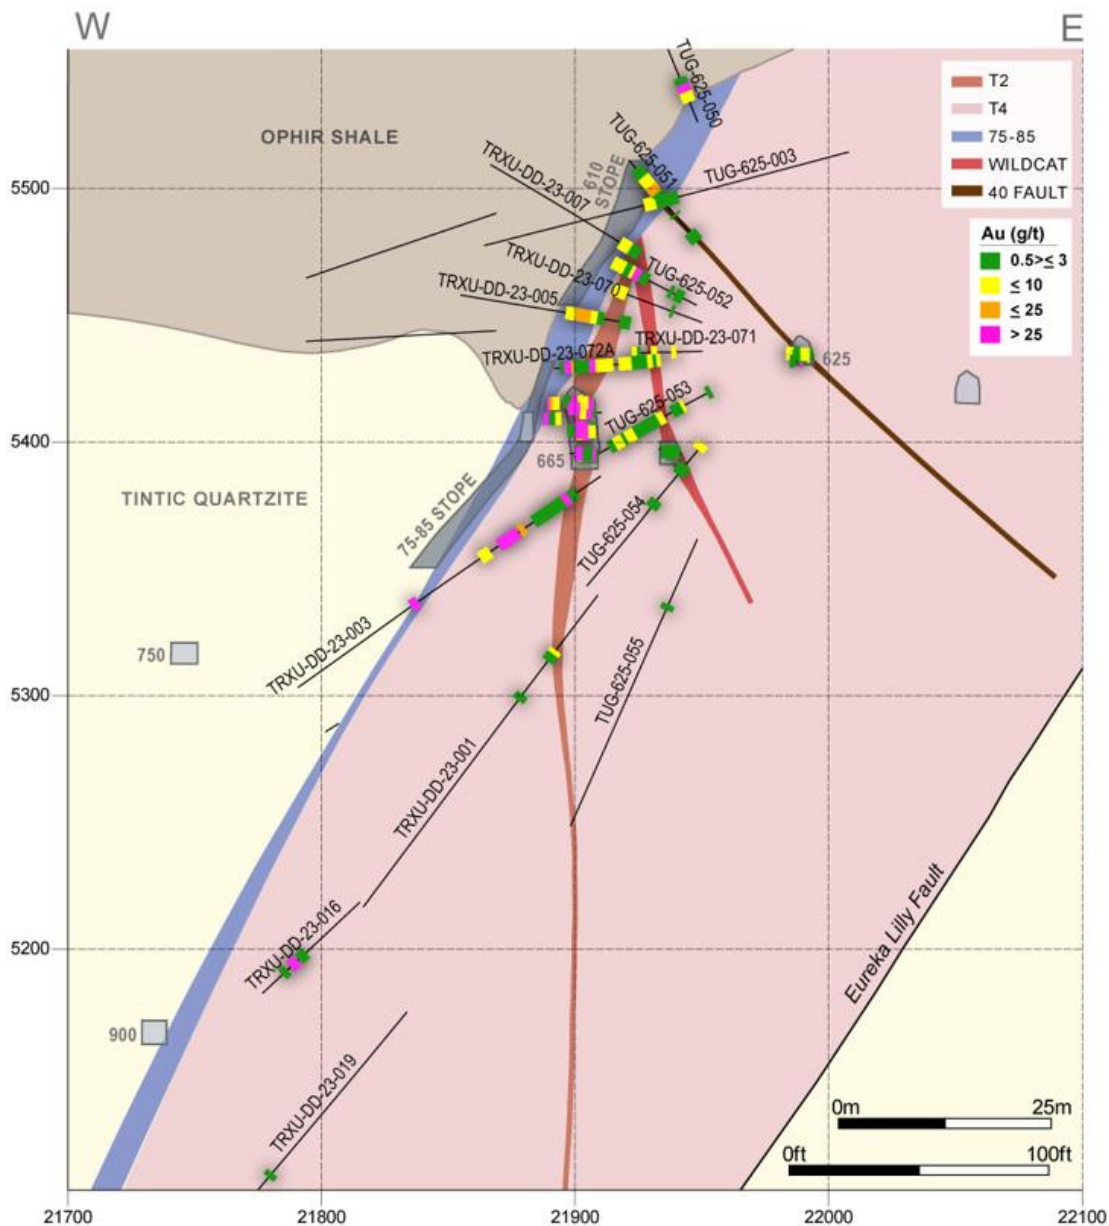 W
E
TUG-625-050
T2
T4
75-85
WILDCAT
40 FAULT
OPHIR SHALE
TUG-625-051
TRXU-DD-23-007
610
STOPE
TUG-625-003
5500
Au (g/t)
0.5>≤ 3
≤ 10
≤ 25
> 25
TRXU-DD-23-070
TUG-625-052
TRXU-DD-23-005
TRXU-DD-23-071
TRXU-DD-23-072A
625
TUG-625-053
5400
665
TINTIC QUARTZITE
75-85 STOPE
TUG-625-054
TRXU-DD-23-003
750
TUG-625-055
5300
TRXU-DD-23-001
Eureka Lilly Fault
TRXU-DD-23-016
5200
900
TRXU-DD-23-019
0m
25m
0ft
100ft
21700
21800
21900
22000
22100